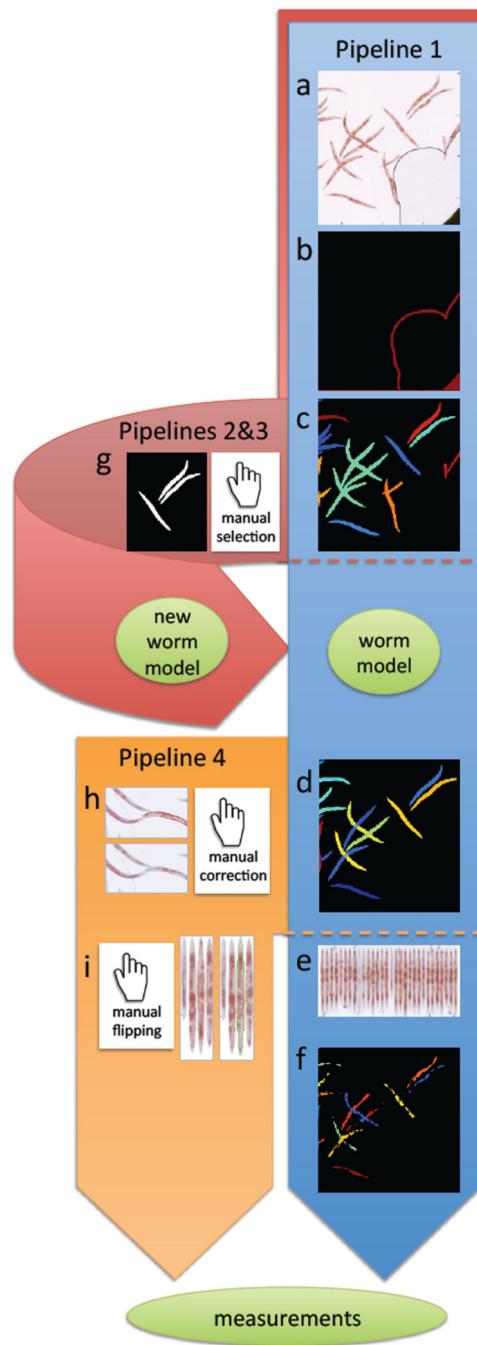 Pipeline 1
a
b
c
Pipelines 2&3
g
manual
selection
new
worm
model
worm
model
Pipeline 4
h
manual
correction
d
i
manual
flipping
e
f
measurements